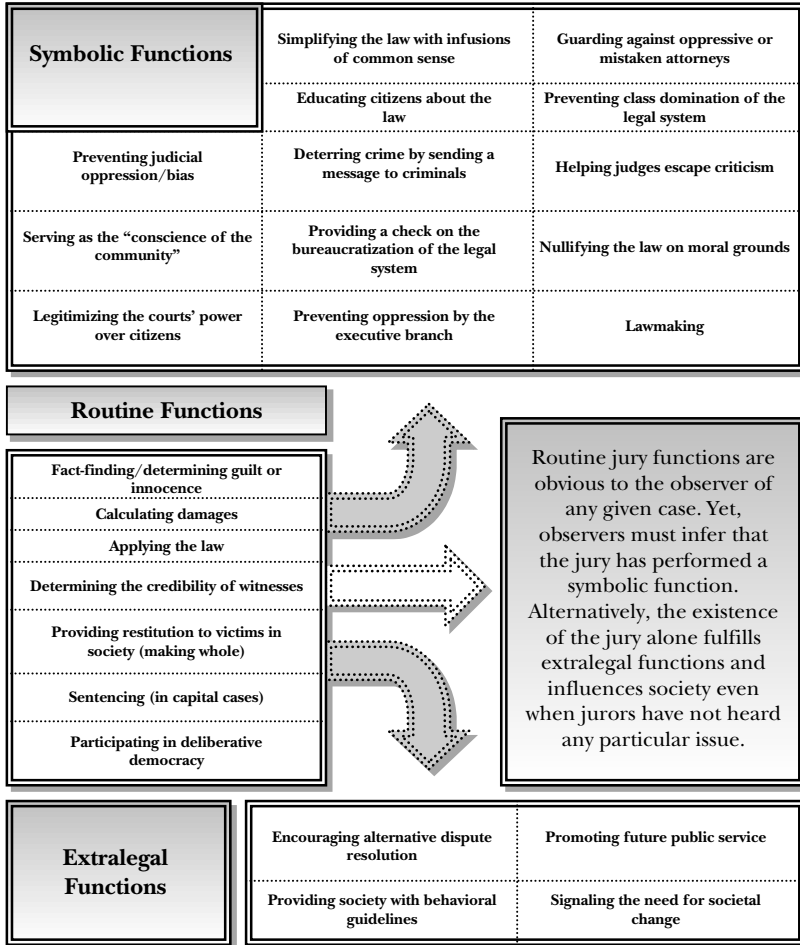 Symbolic Functions
Simplifying the law with infusions
of common sense
Guarding against oppressive or
mistaken attorneys
Educating citizens about the
law
Preventing class domination of the
legal system
Preventing judicial
oppression/bias
Deterring crime by sending a
message to criminals
Helping judges escape criticism
Serving as the “conscience of the
community”
Providing a check on the
bureaucratization of the legal
system
Nullifying the law on moral grounds
Legitimizing the courts’ power
over citizens
Preventing oppression by the
executive branch
Lawmaking
Routine Functions
Fact-finding/determining guilt or
innocence
Calculating damages
Applying the law
Determining the credibility of witnesses
Providing restitution to victims in
society (making whole)
Sentencing (in capital cases)
Participating in deliberative
democracy
Routine jury functions are
obvious to the observer of
any given case. Yet,
observers must infer that
the jury has performed a
symbolic function.
Alternatively, the existence
of the jury alone fulfills
extralegal functions and
influences society even
when jurors have not heard
any particular issue.
Extralegal
Functions
Encouraging alternative dispute
resolution
Promoting future public service
Providing society with behavioral
guidelines
Signaling the need for societal
change